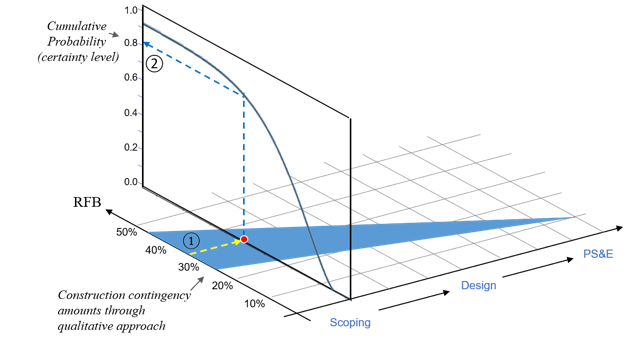 1.0
Cumulative
Probability
(certainty level)
0.8
②
0.6
0.4
0.2
0.0
RFB
50%
40%
①
30%
20%
10%
Construction contingency
amounts through
qualitative approach
PS&E
Design
Scoping